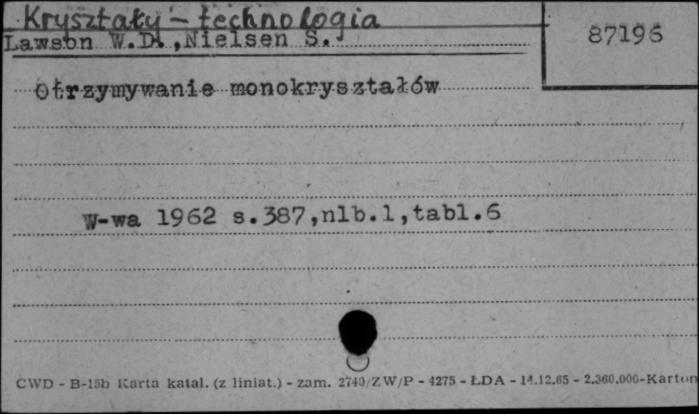 Kryształy - technologia
87196
Lawson W.D.,Nielsen S.
Otrzymywanie monokryształów
W-wa 1962 s.387,nlb.1,tabl.6
CWD - B-15b Karta katal. (z liniat.) - zam. 2740/ZW/P - 4275 - ŁDA - 14.12.65 - 2.360.000-Karton